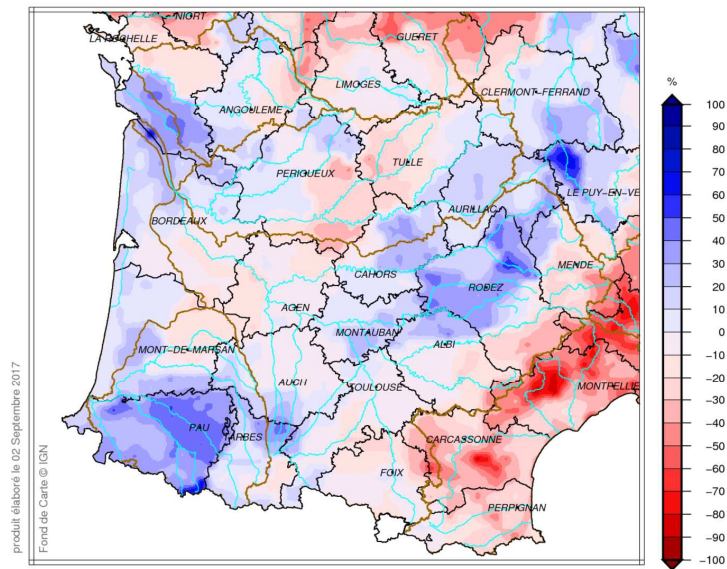 NIORT
LA ROCHELLE
GUERET
LIMOGES
CLERMONT-FERRAND
ANGOULEME
TULLE
PERIGUEUX
LE PUY-EN-VE
AURILLAC
BORDEAUX
CAHORS
MENDE
RODEZ
AGEN
MONTAUBAN
ALBI
MONT-DE-MARSAN
AUCH
TOULOUSE
MONTPELLIE
PAU
TARBES
CARCASSONNE
FOIX
PERPIGNAN
%
100
90
80
70
60
50
40
30
20
10
0
-10
-20
-30
-40
-50
-60
-70
-80
-90
-100
produit élaboré le 02 Septembre 2017
Fond de Carte © IGN